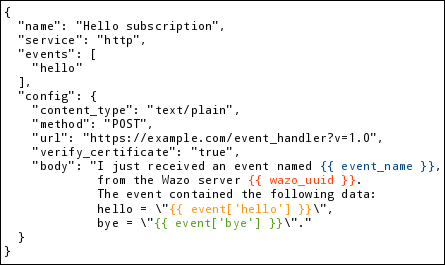 {
"name": "Hello subscription",
"service": "http",
"events": [
"hello"
],
"config": {
"content_type": "text/plain",
"method": "POST",
"url": "https://example.com/event_handler?v=1.0",
"verify_certificate": "true",
"body": "I just received an event named {{ event_name }},
from the Wazo server {{ wazo_uuid }}.
The event contained the following data:
hello = \"{{ event['hello'] }}\",
bye = \"{{ event['bye'] }}\"."
}
}